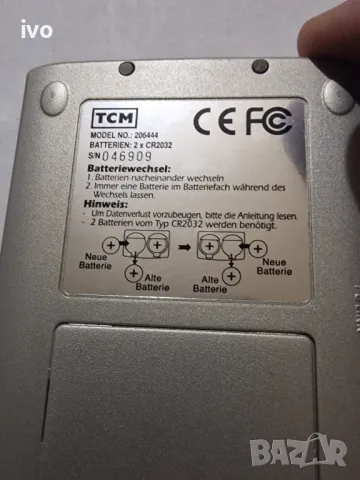 ivo
TCM
MODEL NO.: 206444
BATTERIEN: 2 x CR2032
S/N 046909
CE FC
Batteriewechsel:
1. Batterien nacheinander wechseln
2. Immer eine Batterie im Batteriefach während des
Wechsels lassen.
Hinweis:
- Um Datenverlust vorzubeugen, bitte die Anleitung lesen.
- 2 Batterien vom Typ CR2032 werden benötigt.
Neue
Batterie
Alte
Batterie
Alte
Batterie
Neue
Batterie
BAZAR